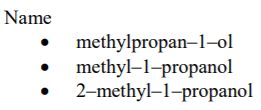 Name
• methylpropan–1–ol
• methyl–1–propanol
• 2–methyl–1–propanol